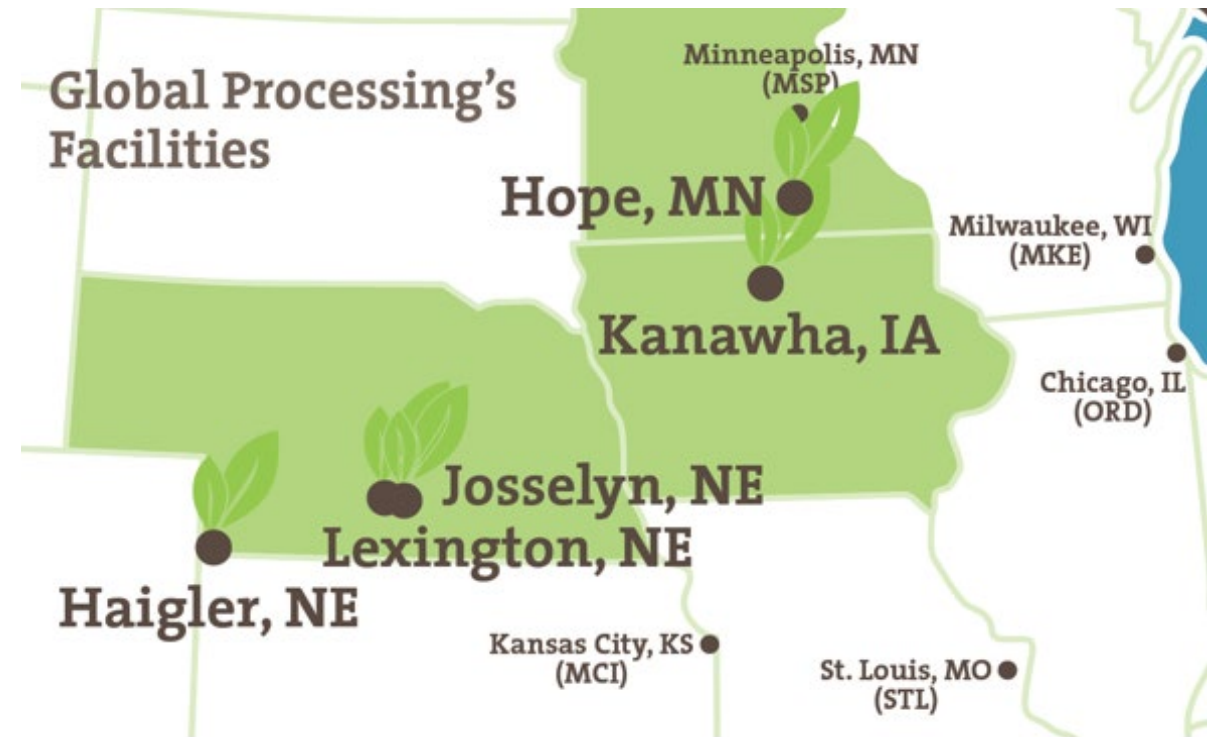 Global Processing's
Facilities
Minneapolis, MN
(MSP)
Hope, MN
Milwaukee, WI
(MKE)
Kanawha, IA
Chicago, IL
(ORD)
Josselyn, NE
Lexington, NE
Haigler, NE
Kansas City, KS
(MCI)
St. Louis, MO
(STL)